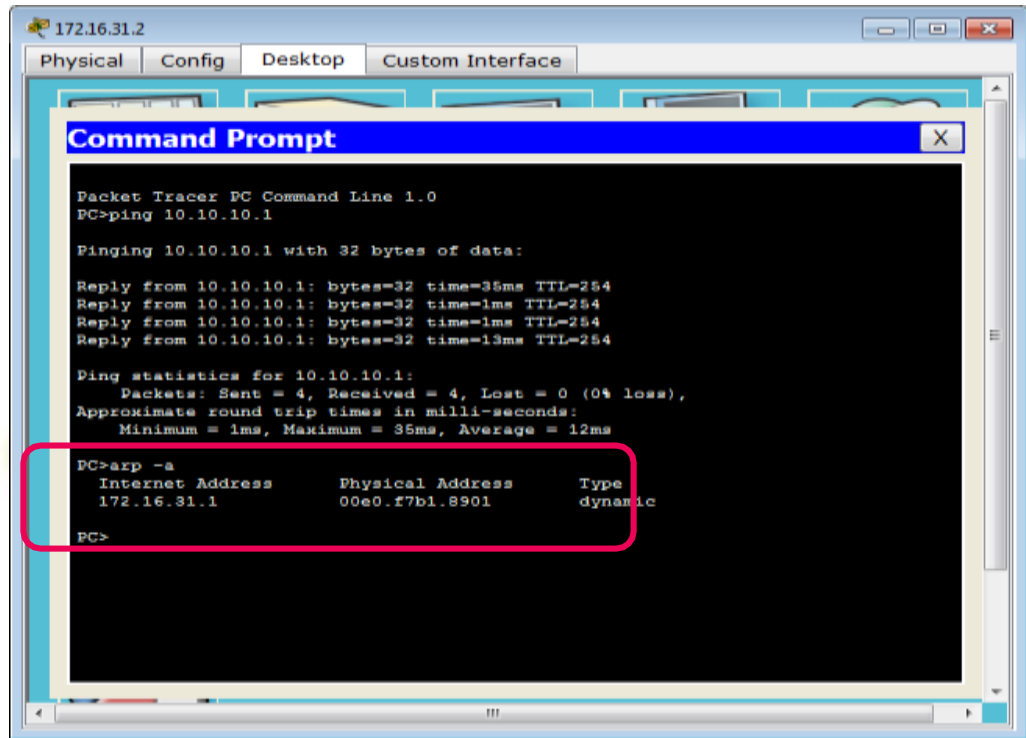 172.16.31.2
Physical Config Desktop Custom Interface
Command Prompt
X
Packet Tracer PC Command Line 1.0
PC>ping 10.10.10.1
Pinging 10.10.10.1 with 32 bytes of data:
Reply from 10.10.10.1: bytes=32 time=35ms TTL=254
Reply from 10.10.10.1: bytes=32 time=1ms TTL=254
Reply from 10.10.10.1: bytes=32 time=1ms TTL=254
Reply from 10.10.10.1: bytes=32 time=13ms TTL=254
Ping statistics for 10.10.10.1:
Packets: Sent = 4, Received = 4, Lost = 0 (0% loss),
Approximate round trip times in milli-seconds:
Minimum = 1ms, Maximum = 35ms, Average = 12ms
PC>arp -a
Internet Address Physical Address Type
172.16.31.1 00e0.f7b1.8901 dynamic
PC>